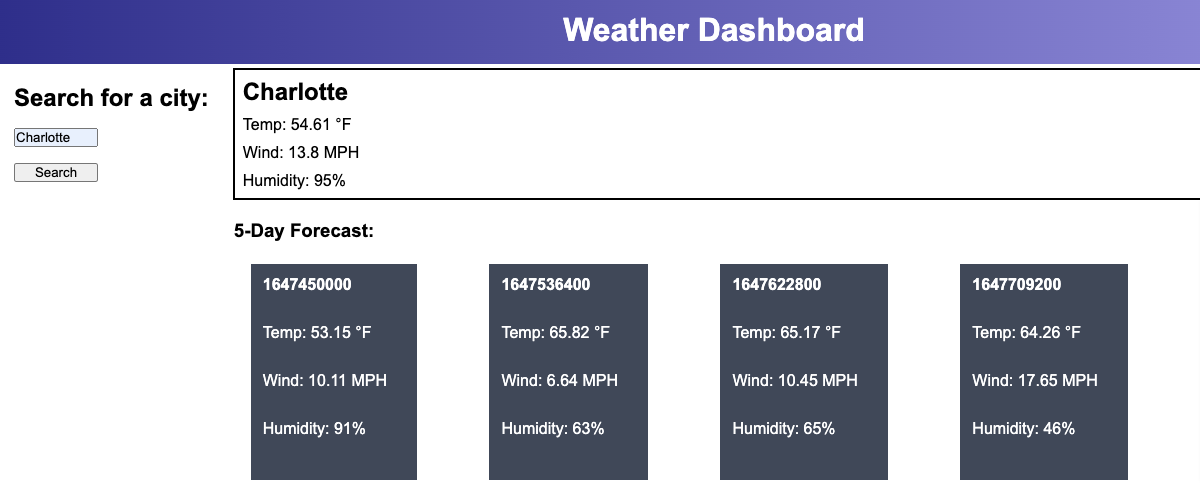 Weather Dashboard
Search for a city:
Charlotte
Search
Charlotte
Temp: 54.61 °F
Wind: 13.8 MPH
Humidity: 95%
5-Day Forecast:
1647450000
Temp: 53.15 °F
Wind: 10.11 MPH
Humidity: 91%
1647536400
Temp: 65.82 °F
Wind: 6.64 MPH
Humidity: 63%
1647622800
Temp: 65.17 °F
Wind: 10.45 MPH
Humidity: 65%
1647709200
Temp: 64.26 °F
Wind: 17.65 MPH
Humidity: 46%